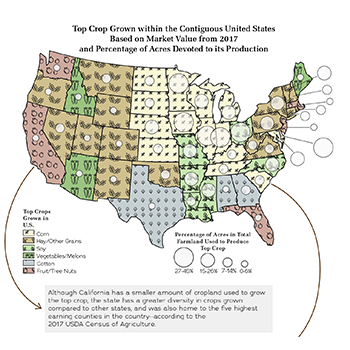 Top Crop Grown within the Contiguous United States
Based on Market Value from 2017
and Percentage of Acres Devoted to its Production
Top Crops
Grown in
U.S.
Corn
Hay/Other Grains
Soy
Vegetables/Melons
Cotton
Fruit/Tree Nuts
Percentage of Acres in Total
Farmland Used to Produce
Top Crop
27-46%
15-26%
7-14%
0-6%
Although California has a smaller amount of cropland used to grow
the top crop, the state has a greater diversity in crops grown
compared to other states, and was also home to the five highest
earning counties in the country—according to the
2017 USDA Census of Agriculture.